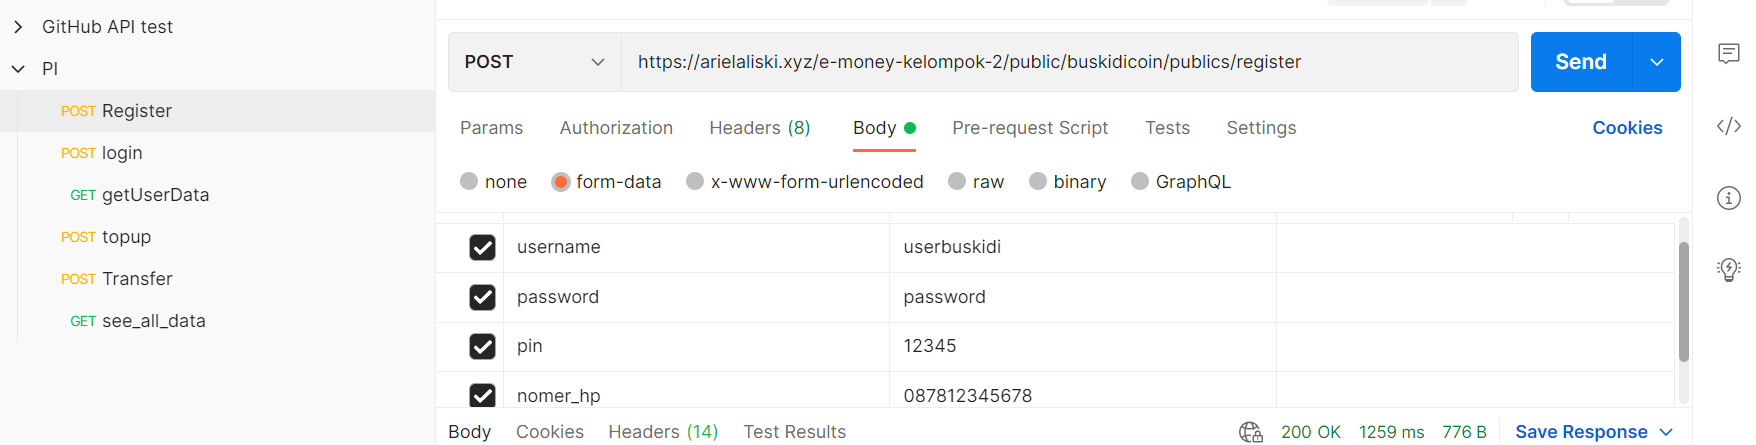 GitHub API test
PI
POST Register
POST login
GET getUserData
POST topup
POST Transfer
GET see_all_data
POST https://arielaliski.xyz/e-money-kelompok-2/public/buskidicoin/publics/register Send
Params Authorization Headers (8) Body Pre-request Script Tests Settings Cookies
none form-data x-www-form-urlencoded raw binary GraphQL
username userbuskidi
password password
pin 12345
nomer_hp 087812345678
Body Cookies Headers (14) Test Results 200 OK 1259 ms 776 B Save Response